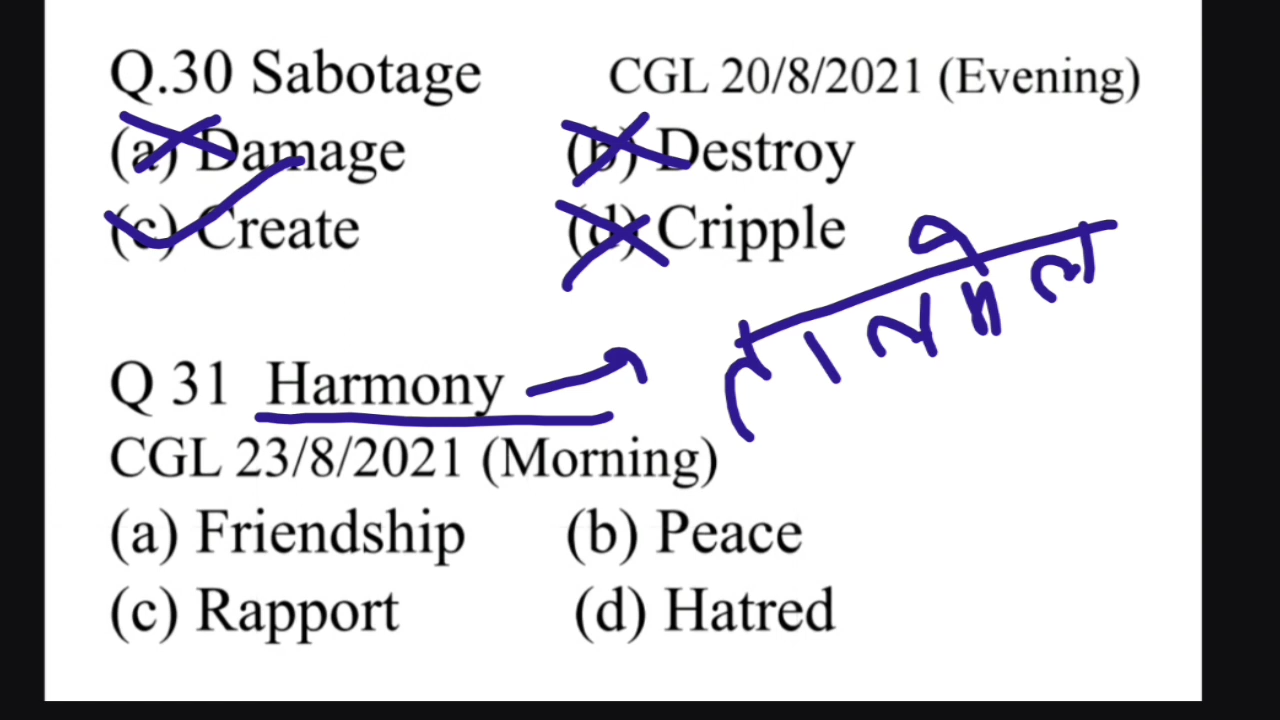 Q.30 Sabotage CGL 20/8/2021 (Evening)
(a) Damage (b) Destroy
(c) Create (d) Cripple
Q 31 Harmony तालमेल
CGL 23/8/2021 (Morning)
(a) Friendship (b) Peace
(c) Rapport (d) Hatred